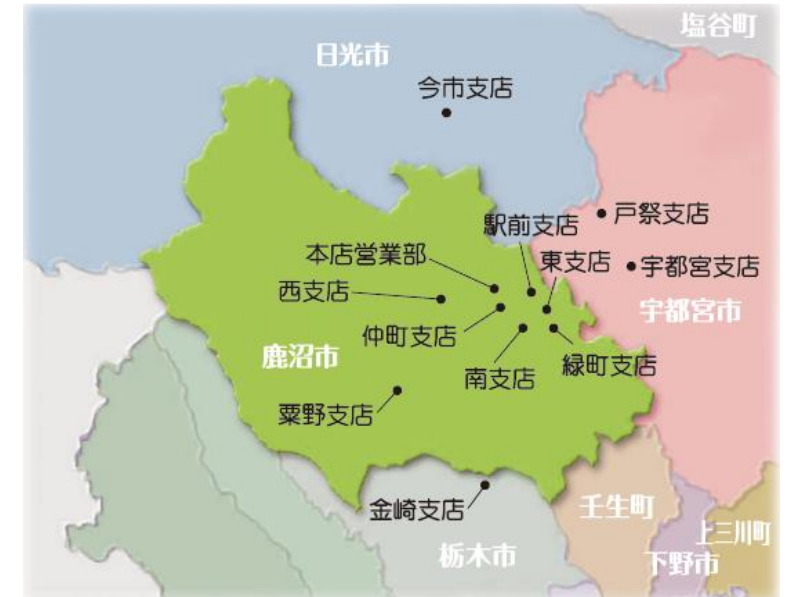 塩谷町
日光市
今市支店
戸祭支店
駅前支店
本店営業部
東支店
宇都宮支店
西支店
宇都宮市
仲町支店
鹿沼市
南支店
緑町支店
粟野支店
金崎支店
壬生町
上三川町
栃木市
下野市